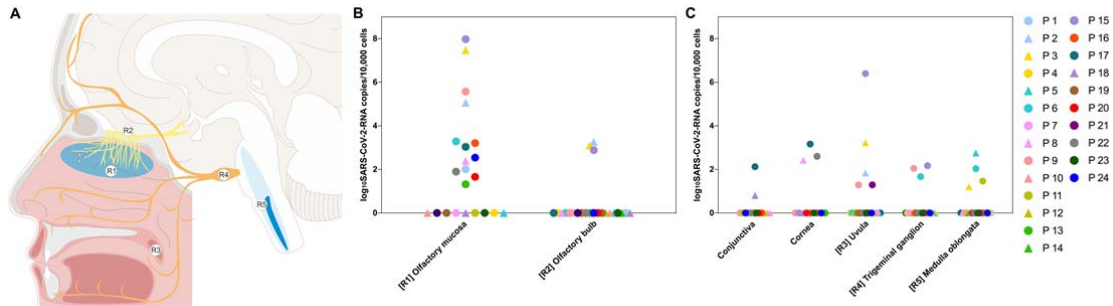 A
R2
R1
R4
R5
R3
B
log₁₀SARS-CoV-2-RNA copies/10,000 cells
8
6
4
2
0
[R1] Olfactory mucosa
[R2] Olfactory bulb
C
log₁₀SARS-CoV-2-RNA copies/10,000 cells
8
6
4
2
0
Conjunctiva
Cornea
[R3] Uvula
[R4] Trigeminal ganglion
[R5] Medulla oblongata
P 1
P 2
P 3
P 4
P 5
P 6
P 7
P 8
P 9
P 10
P 11
P 12
P 13
P 14
P 15
P 16
P 17
P 18
P 19
P 20
P 21
P 22
P 23
P 24